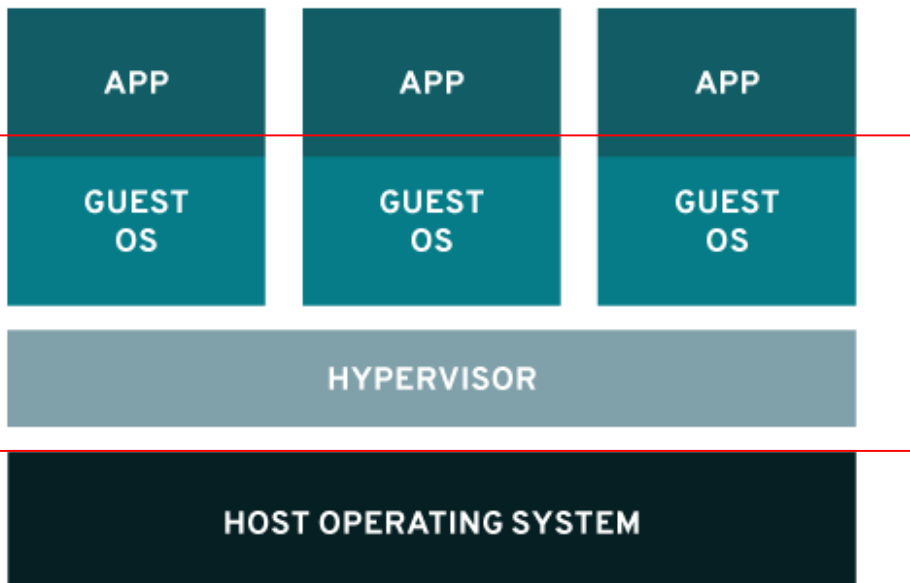 APP APP APP
GUEST GUEST GUEST
OS OS OS
HYPERVISOR
HOST OPERATING SYSTEM